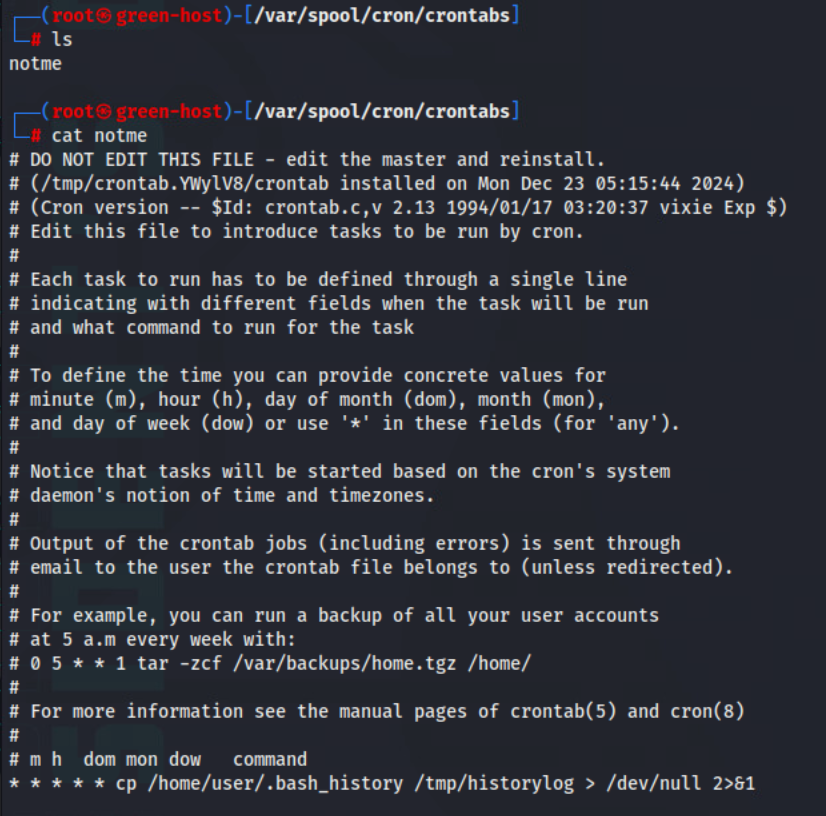 ┌──(root㉿green-host)-[/var/spool/cron/crontabs]
└─# ls
notme
┌──(root㉿green-host)-[/var/spool/cron/crontabs]
└─# cat notme
# DO NOT EDIT THIS FILE - edit the master and reinstall.
# (/tmp/crontab.YWylV8/crontab installed on Mon Dec 23 05:15:44 2024)
# (Cron version -- $Id: crontab.c,v 2.13 1994/01/17 03:20:37 vixie Exp $)
# Edit this file to introduce tasks to be run by cron.
#
# Each task to run has to be defined through a single line
# indicating with different fields when the task will be run
# and what command to run for the task
#
# To define the time you can provide concrete values for
# minute (m), hour (h), day of month (dom), month (mon),
# and day of week (dow) or use '*' in these fields (for 'any').
#
# Notice that tasks will be started based on the cron's system
# daemon's notion of time and timezones.
#
# Output of the crontab jobs (including errors) is sent through
# email to the user the crontab file belongs to (unless redirected).
#
# For example, you can run a backup of all your user accounts
# at 5 a.m every week with:
# 0 5 * * 1 tar -zcf /var/backups/home.tgz /home/
#
# For more information see the manual pages of crontab(5) and cron(8)
#
# m h  dom mon dow   command
* * * * * cp /home/user/.bash_history /tmp/historylog > /dev/null 2>&1